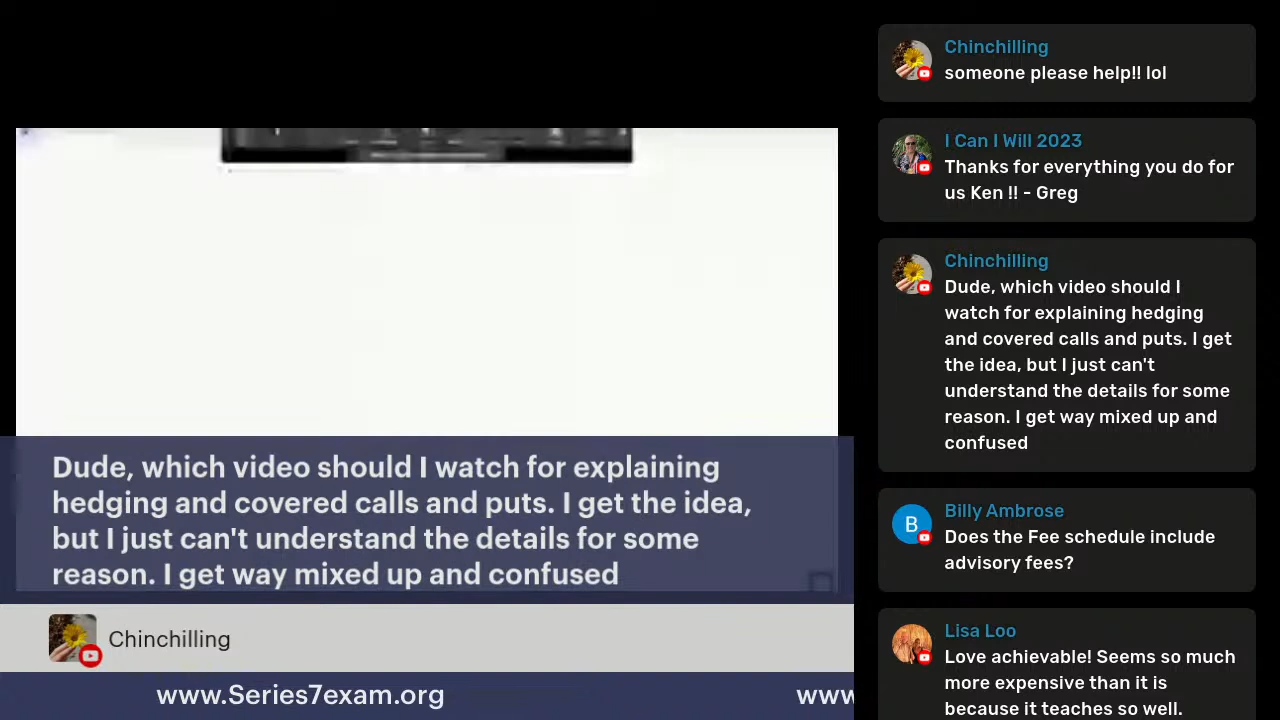 Dude, which video should I watch for explaining
hedging and covered calls and puts. I get the idea,
but I just can't understand the details for some
reason. I get way mixed up and confused
Chinchilling
www.Series7exam.org
www
Chinchilling
someone please help!! lol
I Can I Will 2023
Thanks for everything you do for
us Ken !! - Greg
Chinchilling
Dude, which video should I
watch for explaining hedging
and covered calls and puts. I get
the idea, but I just can't
understand the details for some
reason. I get way mixed up and
confused
B
Billy Ambrose
Does the Fee schedule include
advisory fees?
Lisa Loo
Love achievable! Seems so much
more expensive than it is
because it teaches so well.